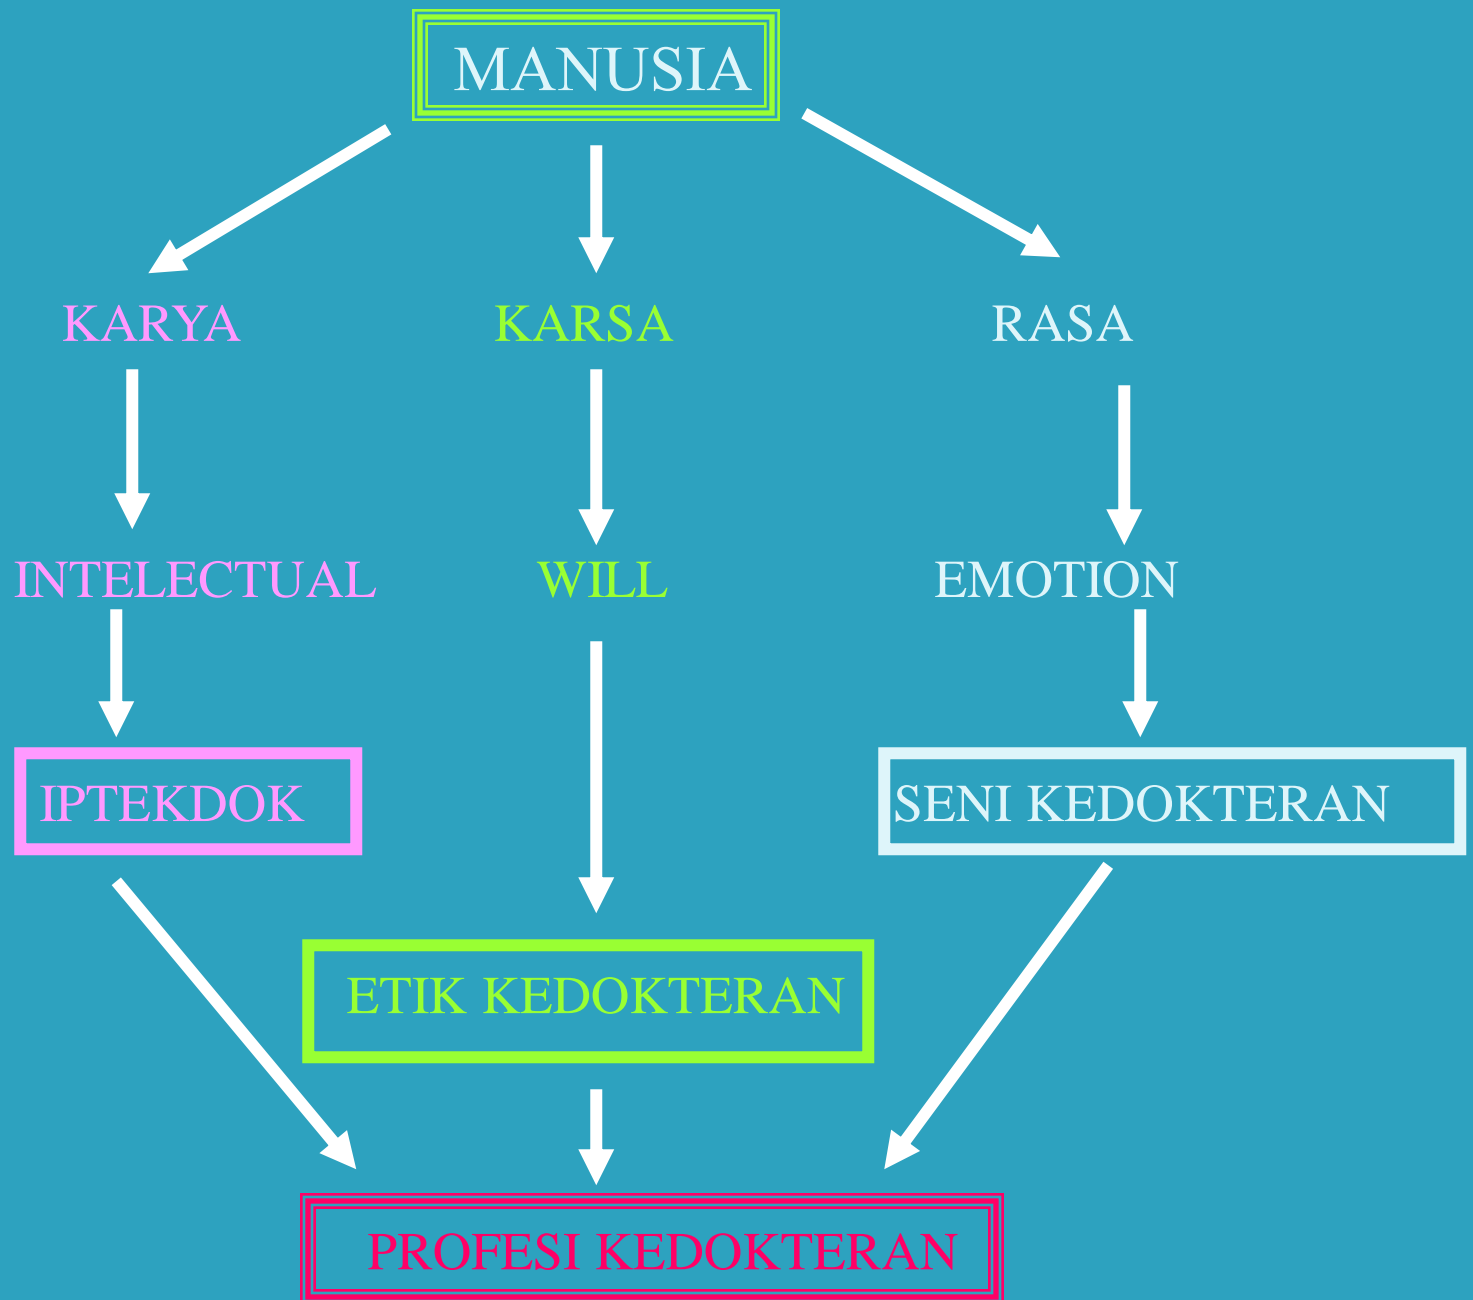 MANUSIA
KARYA
KARSA
RASA
INTELECTUAL
WILL
EMOTION
IPTEKDOK
SENI KEDOKTERAN
ETIK KEDOKTERAN
PROFESI KEDOKTERAN